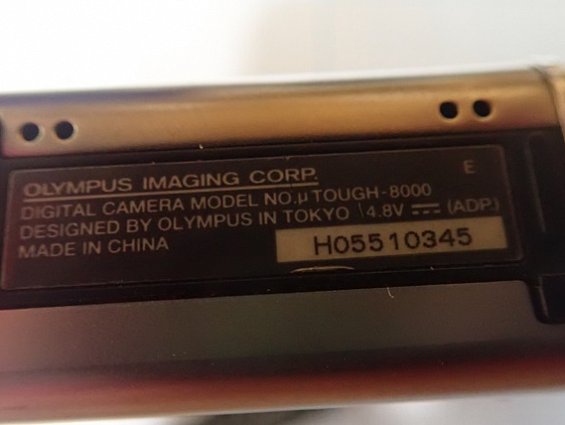 OLYMPUS IMAGING CORP. E
DIGITAL CAMERA MODEL NO.μ TOUGH-8000
DESIGNED BY OLYMPUS IN TOKYO 4.8V ⎓ (ADP.)
MADE IN CHINA H05510345